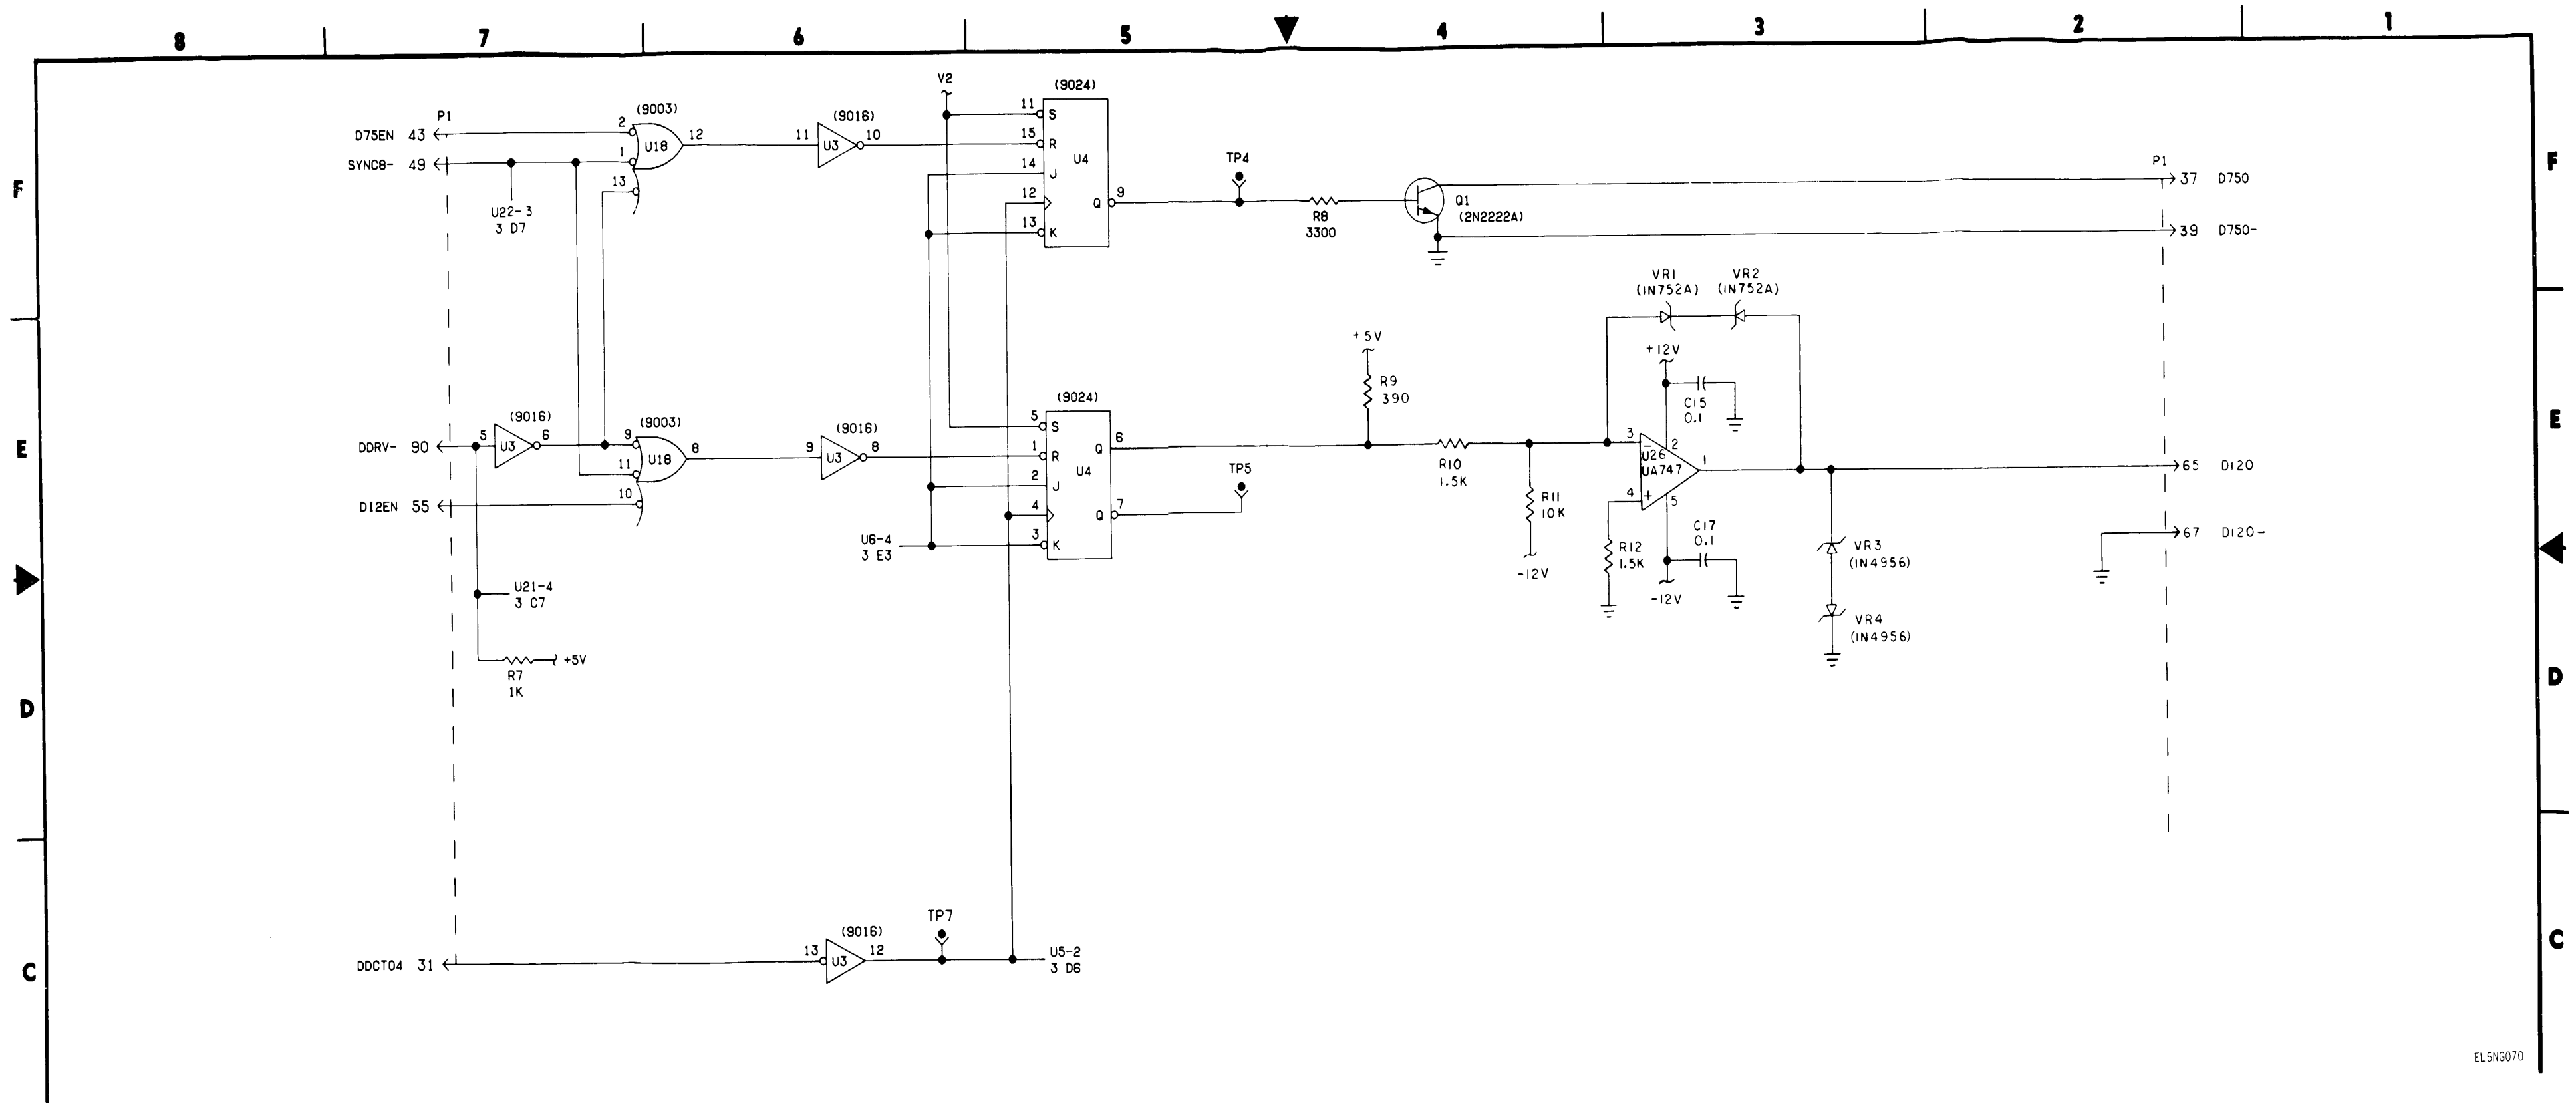 8 7 6 5 4 3 2 1
F
E
D
C
F
E
D
C
P1
D75EN 43
SYNC8- 49
U22-3
3 D7
(9003)
2
1
13
U18
12
(9016)
11
U3
10
V2
(9024)
11 S
15 R
14 J
12
13 K
U4
Q 9
TP4
R8
3300
Q1
(2N2222A)
P1
37 D750
39 D750-
DDRV- 90
DI2EN 55
(9016)
5
U3
6
(9003)
9
11
10
U18
8
(9016)
9
U3
8
U6-4
3 E3
(9024)
5 S
1 R
2 J
4
3 K
U4
Q 6
Q 7
TP5
+5V
R9
390
R10
1.5K
R11
10K
-12V
VR1
(IN752A)
VR2
(IN752A)
+12V
C15
0.1
3
-
2
U26
UA747
1
4
+
5
R12
1.5K
C17
0.1
-12V
VR3
(IN4956)
VR4
(IN4956)
65 D120
67 D120-
U21-4
3 C7
R7
1K
+5V
DDCT04 31
(9016)
13
U3
12
TP7
U5-2
3 D6
EL5NG070